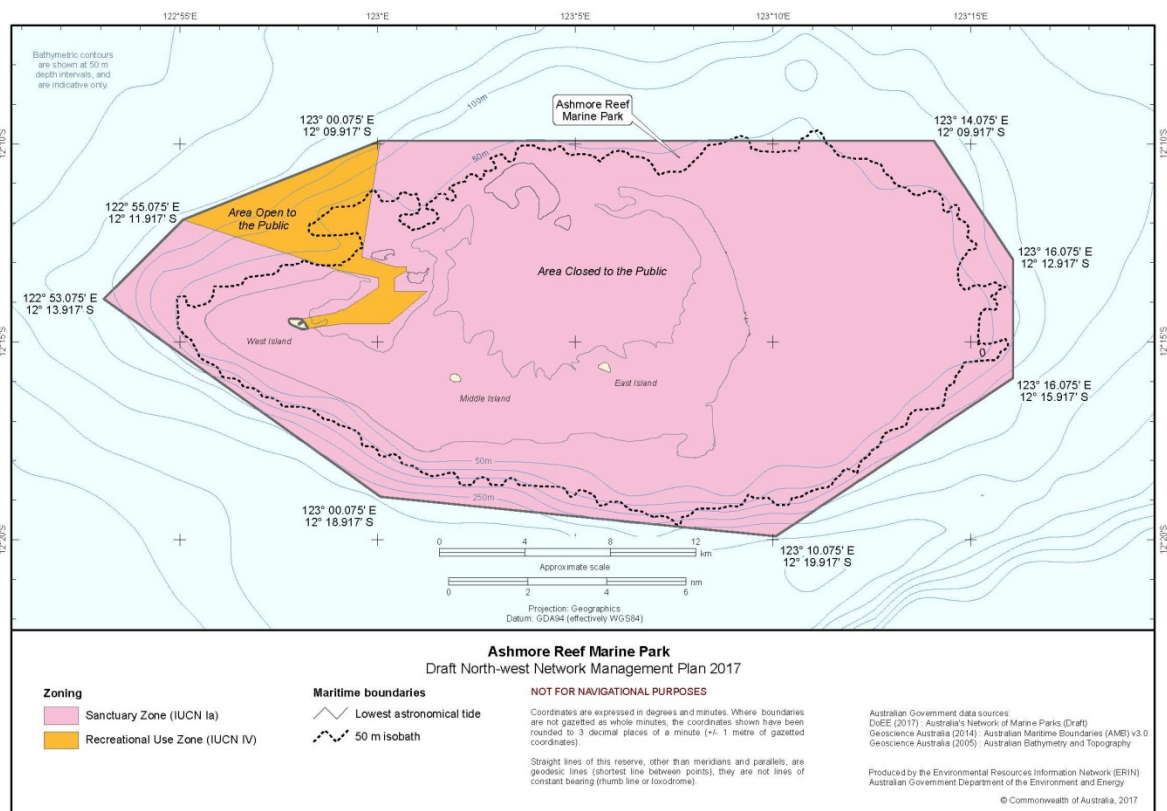 122°55'E
123°E
123°5'E
123°10'E
123°15'E
Bathymetric contours
are shown at 50 m
depth intervals, and
are indicative only.
100m
Ashmore Reef
Marine Park
123° 00.075' E
12° 09.917' S
123° 14.075' E
12° 09.917' S
12°10'S
12°10'S
50m
122° 55.075' E
12° 11.917' S
Area Open to
the Public
Area Closed to the Public
123° 16.075' E
12° 12.917' S
122° 53.075' E
12° 13.917' S
12°15'S
12°15'S
West Island
0
East Island
Middle Island
123° 16.075' E
12° 15.917' S
50m
250m
123° 00.075' E
12° 18.917' S
12°20'S
12°20'S
123° 10.075' E
12° 19.917' S
0 4 8 12
km
Approximate scale
nm
0 2 4 6
Projection: Geographics
Datum: GDA94 (effectively WGS84)
Ashmore Reef Marine Park
Draft North-west Network Management Plan 2017
Zoning
Sanctuary Zone (IUCN Ia)
Recreational Use Zone (IUCN IV)
Maritime boundaries
Lowest astronomical tide
50 m isobath
NOT FOR NAVIGATIONAL PURPOSES
Coordinates are expressed in degrees and minutes. Where boundaries
are not gazetted as whole minutes, the coordinates shown have been
rounded to 3 decimal places of a minute (+/- 1 metre of gazetted
coordinates).
Straight lines of this reserve, other than meridians and parallels, are
geodesic lines (shortest line between points), they are not lines of
constant bearing (rhumb line or loxodrome).
Australian Government data sources:
DoEE (2017) : Australia's Network of Marine Parks (Draft)
Geoscience Australia (2014) : Australian Maritime Boundaries (AMB) v3.0
Geoscience Australia (2005) : Australian Bathymetry and Topography
Produced by the Environmental Resources Information Network (ERIN)
Australian Government Department of the Environment and Energy
© Commonwealth of Australia, 2017